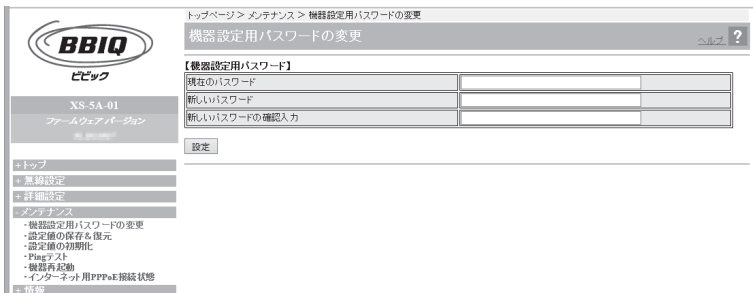 トップページ > メンテナンス > 機器設定用パスワードの変更
機器設定用パスワードの変更
ヘルプ ?
BBIQ
ビビック
XS-5A-01
ファームウェア バージョン
+トップ
+無線設定
+詳細設定
-メンテナンス
-機器設定用パスワードの変更
-設定値の保存&復元
-設定値の初期化
-Pingテスト
-機器再起動
-インターネット用PPPoE接続状態
+情報
【機器設定用パスワード】
現在のパスワード
新しいパスワード
新しいパスワードの確認入力
設定